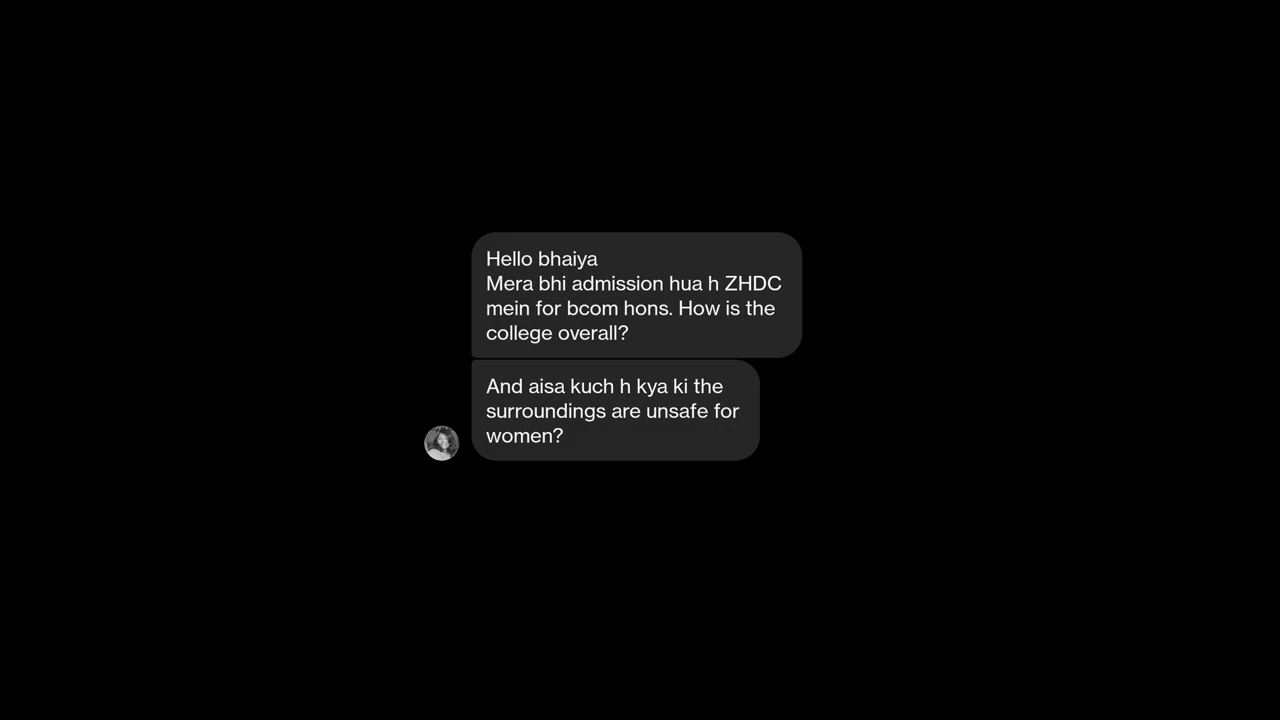 Hello bhaiya
Mera bhi admission hua h ZHDC
mein for bcom hons. How is the
college overall?
And aisa kuch h kya ki the
surroundings are unsafe for
women?